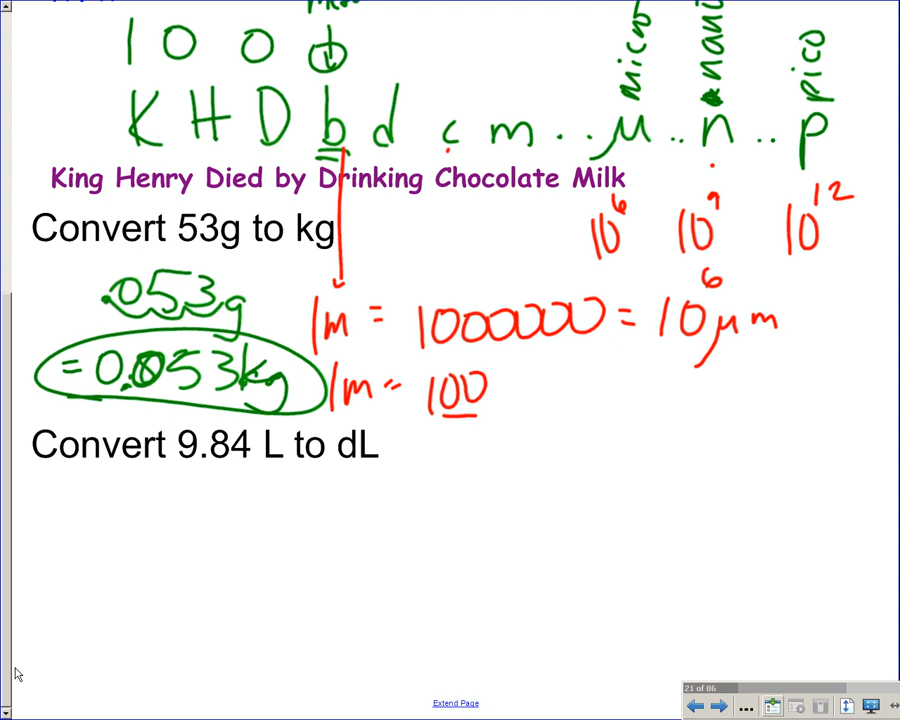 1 0 0
K H D b d c m . . μ . . n . . p
micro
pico
King Henry Died by Drinking Chocolate Milk
10^6 10^9 10^12
Convert 53g to kg
.053g
1m = 1000000 = 10^6 μm
= 0.053kg
1m = 100
Convert 9.84 L to dL
Extend Page
21 of 86